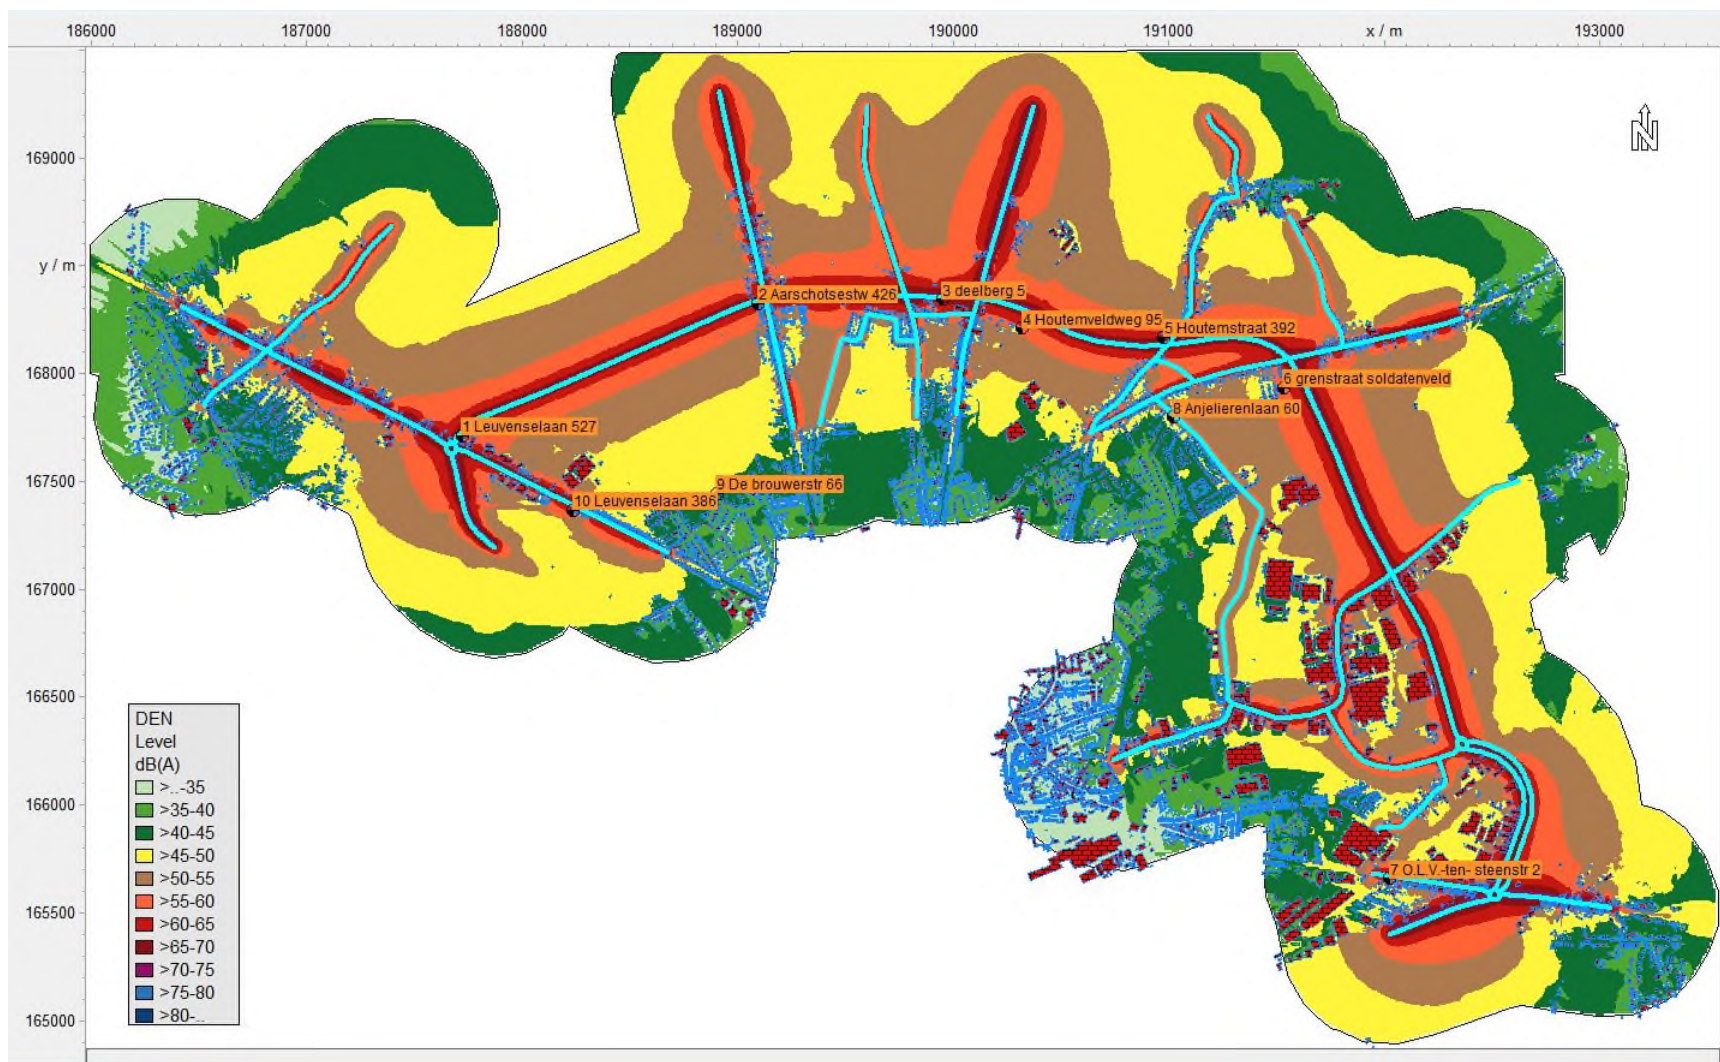 186000 187000 188000 189000 190000 191000 x / m 193000
169000
N
y / m
2 Aarschotsestw 426
3 deelberg 5
4 Houtemveldweg 95
5 Houtemstraat 392
168000
6 grenstraat soldatenveld
8 Anjelierenlaan 60
1 Leuvenselaan 527
167500
9 De brouwerstr 66
10 Leuvenselaan 386
167000
166500
DEN
Level
dB(A)
>..-35
>35-40
>40-45
>45-50
>50-55
>55-60
>60-65
>65-70
>70-75
>75-80
>80-..
166000
7 O.L.V.-ten- steenstr 2
165500
165000